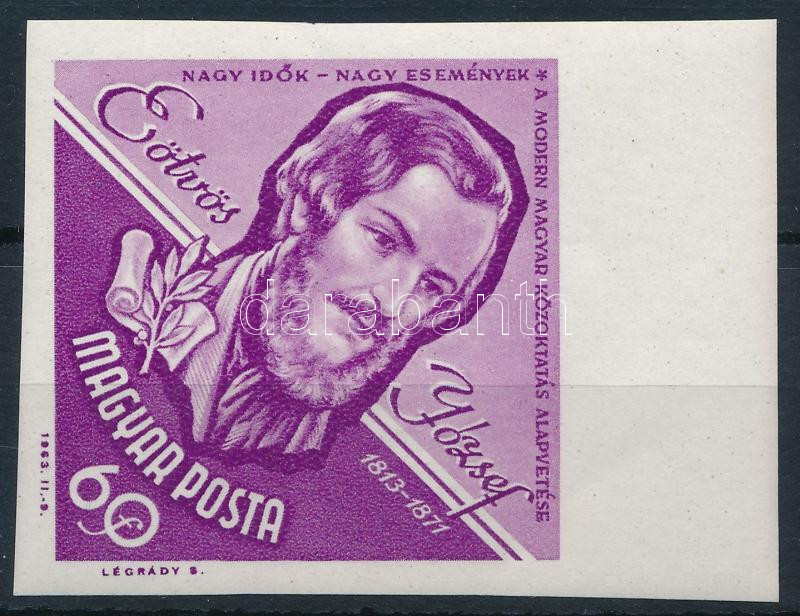 NAGY IDŐK – NAGY ESEMÉNYEK * A MODERN MAGYAR KÖZOKTATÁS ALAPVETÉSE
Eötvös
József
1813–1871
MAGYAR POSTA
60 f
1963. II.-9.
LÉGRÁDY S.
darabanth